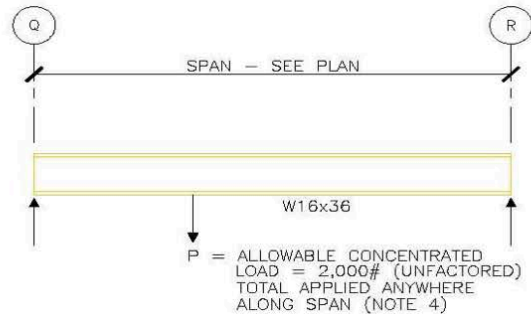 Q R
SPAN - SEE PLAN
W16x36
P = ALLOWABLE CONCENTRATED
LOAD = 2,000# (UNFACTORED)
TOTAL APPLIED ANYWHERE
ALONG SPAN (NOTE 4)